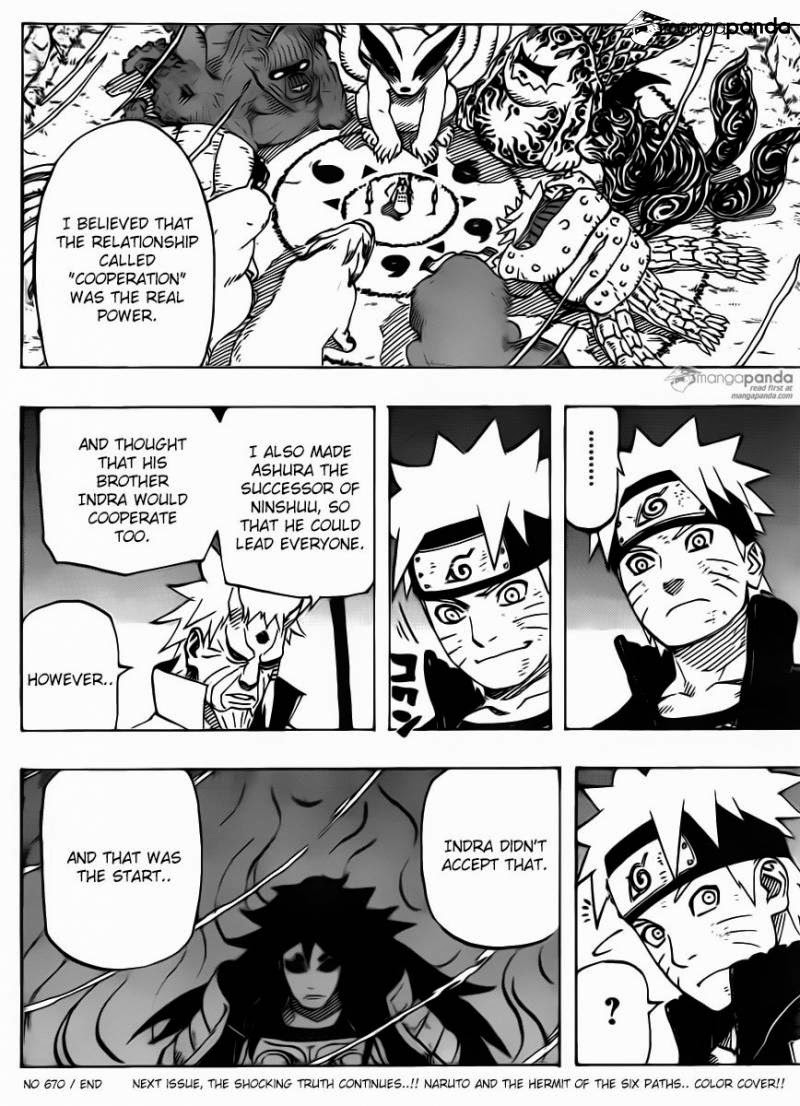 mangapanda
I BELIEVED THAT
THE RELATIONSHIP
CALLED
"COOPERATION"
WAS THE REAL
POWER.
mangapanda
read first at
mangapanda.com
.........
I ALSO MADE
ASHURA THE
SUCCESSOR OF
NINSHUU, SO
THAT HE COULD
LEAD EVERYONE.
AND THOUGHT
THAT HIS
BROTHER
INDRA WOULD
COOPERATE
TOO.
HOWEVER..
?
INDRA DIDN'T
ACCEPT THAT.
AND THAT WAS
THE START..
NO 670 / END NEXT ISSUE, THE SHOCKING TRUTH CONTINUES..!! NARUTO AND THE HERMIT OF THE SIX PATHS.. COLOR COVER!!